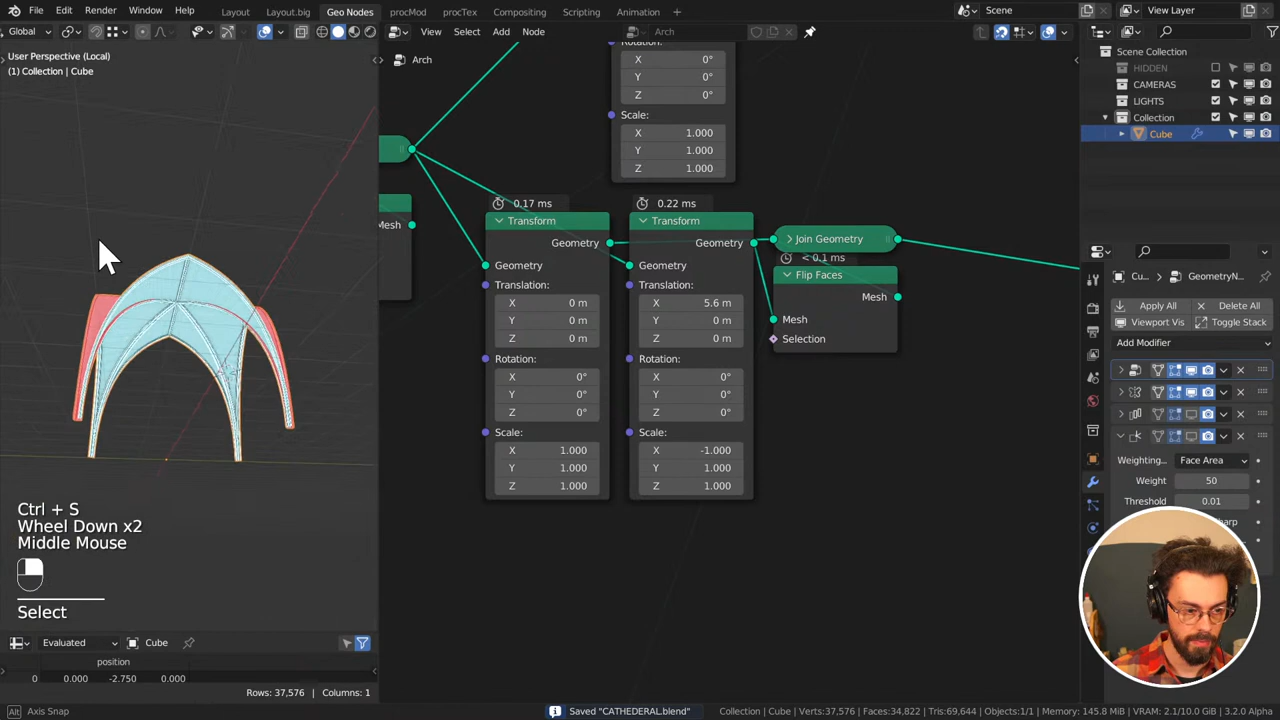 File Edit Render Window Help Layout Layout.big Geo Nodes procMod procTex Compositing Scripting Animation + Scene View Layer
Global View Select Add Node Arch
User Perspective (Local)
(1) Collection | Cube
Arch
Rotation:
X 0°
Y 0°
Z 0°
Scale:
X 1.000
Y 1.000
Z 1.000
Mesh
0.17 ms
Transform
Geometry
Geometry
Translation:
X 0 m
Y 0 m
Z 0 m
Rotation:
X 0°
Y 0°
Z 0°
Scale:
X 1.000
Y 1.000
Z 1.000
0.22 ms
Transform
Geometry
Geometry
Translation:
X 5.6 m
Y 0 m
Z 0 m
Rotation:
X 0°
Y 0°
Z 0°
Scale:
X -1.000
Y 1.000
Z 1.000
Join Geometry
< 0.1 ms
Flip Faces
Mesh
Mesh
Selection
Scene Collection
HIDDEN
CAMERAS
LIGHTS
Collection
Cube
Cu... GeometryN...
Apply All Delete All
Viewport Vis Toggle Stack
Add Modifier
Weighting... Face Area
Weight 50
Threshold 0.01
Ctrl + S
Wheel Down x2
Middle Mouse
Select
Evaluated Cube
position
0 0.000 -2.750 0.000
Rows: 37,576 | Columns: 1
Alt Axis Snap Saved "CATHEDERAL.blend" Collection | Cube | Verts:37,576 | Faces:34,822 | Tris:69,644 | Objects:1/1 | Memory: 145.8 MiB | VRAM: 2.1/10.0 GiB | 3.2.0 Alpha